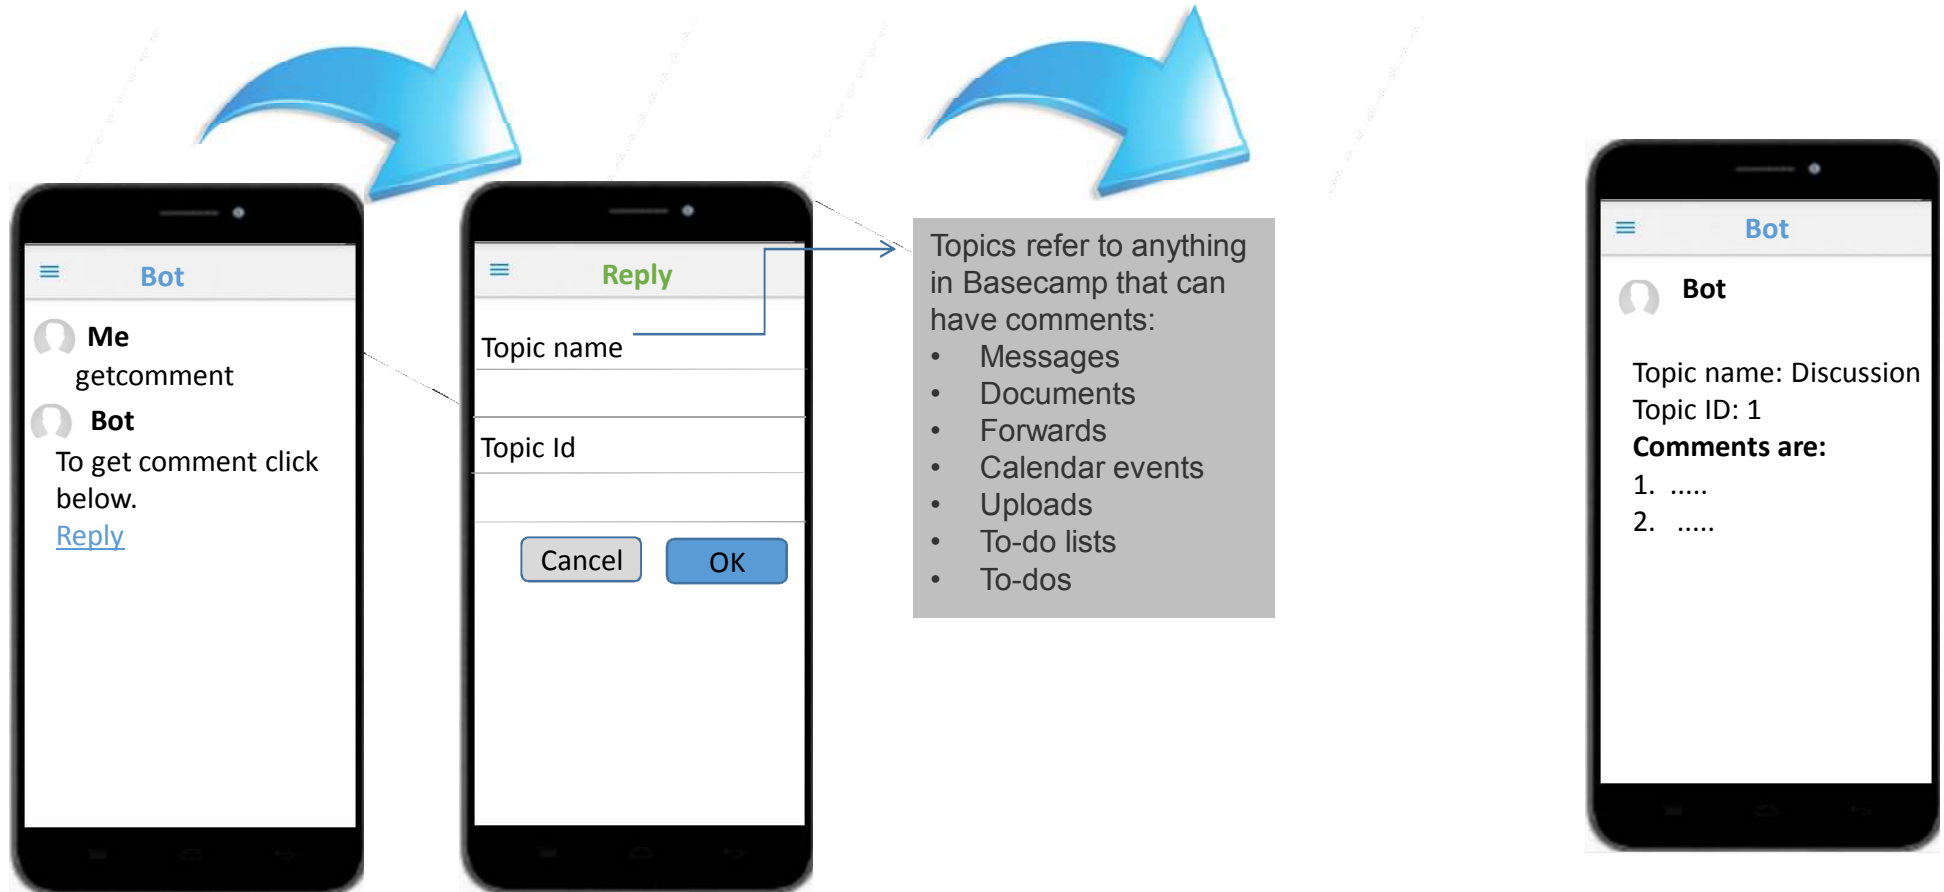 Bot
Me
getcomment
Bot
To get comment click
below.
Reply
Reply
Topic name
Topic Id
Cancel
OK
Topics refer to anything
in Basecamp that can
have comments:
• Messages
• Documents
• Forwards
• Calendar events
• Uploads
• To-do lists
• To-dos
Bot
Bot
Topic name: Discussion
Topic ID: 1
Comments are:
1. .....
2. .....